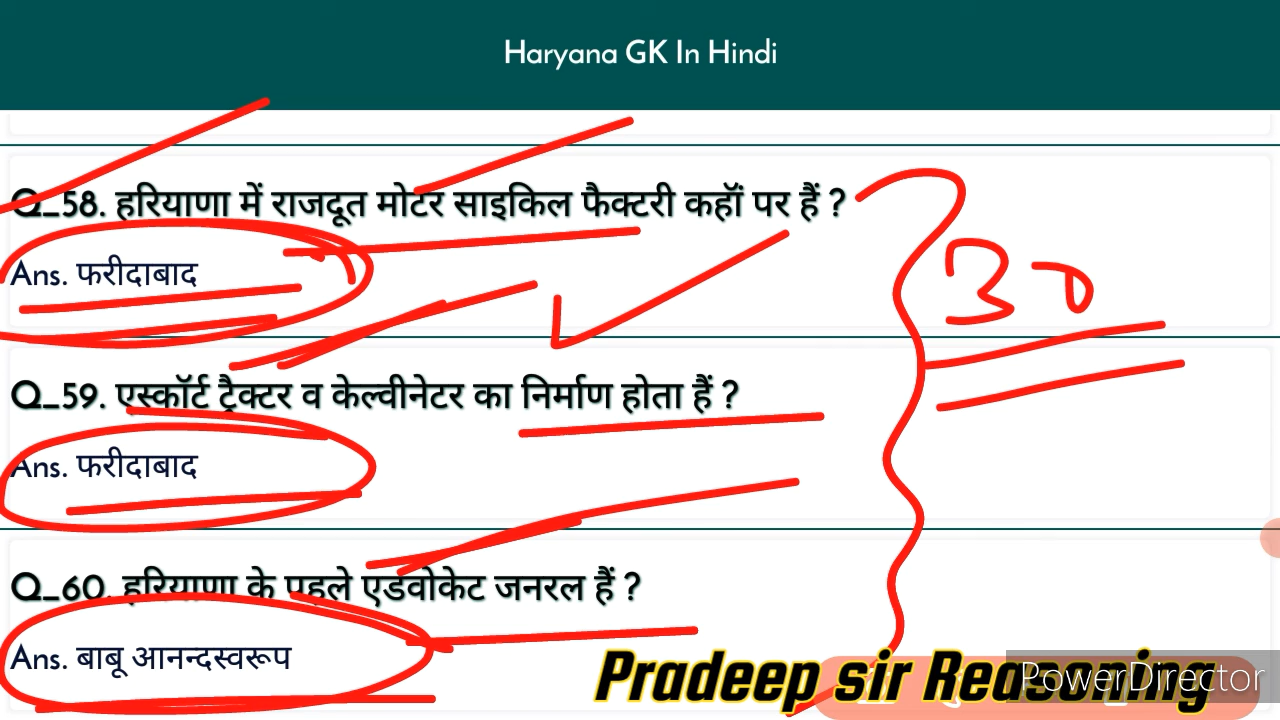 Haryana GK In Hindi
Q_58. हरियाणा में राजदूत मोटर साइकिल फैक्टरी कहॉं पर हैं ?
Ans. फरीदाबाद
30
Q_59. एस्कॉर्ट ट्रैक्टर व केल्वीनेटर का निर्माण होता हैं ?
Ans. फरीदाबाद
Q_60. हरियाणा के पहले एडवोकेट जनरल हैं ?
Ans. बाबू आनन्दस्वरूप
Pradeep sir Reasoning
PowerDirector